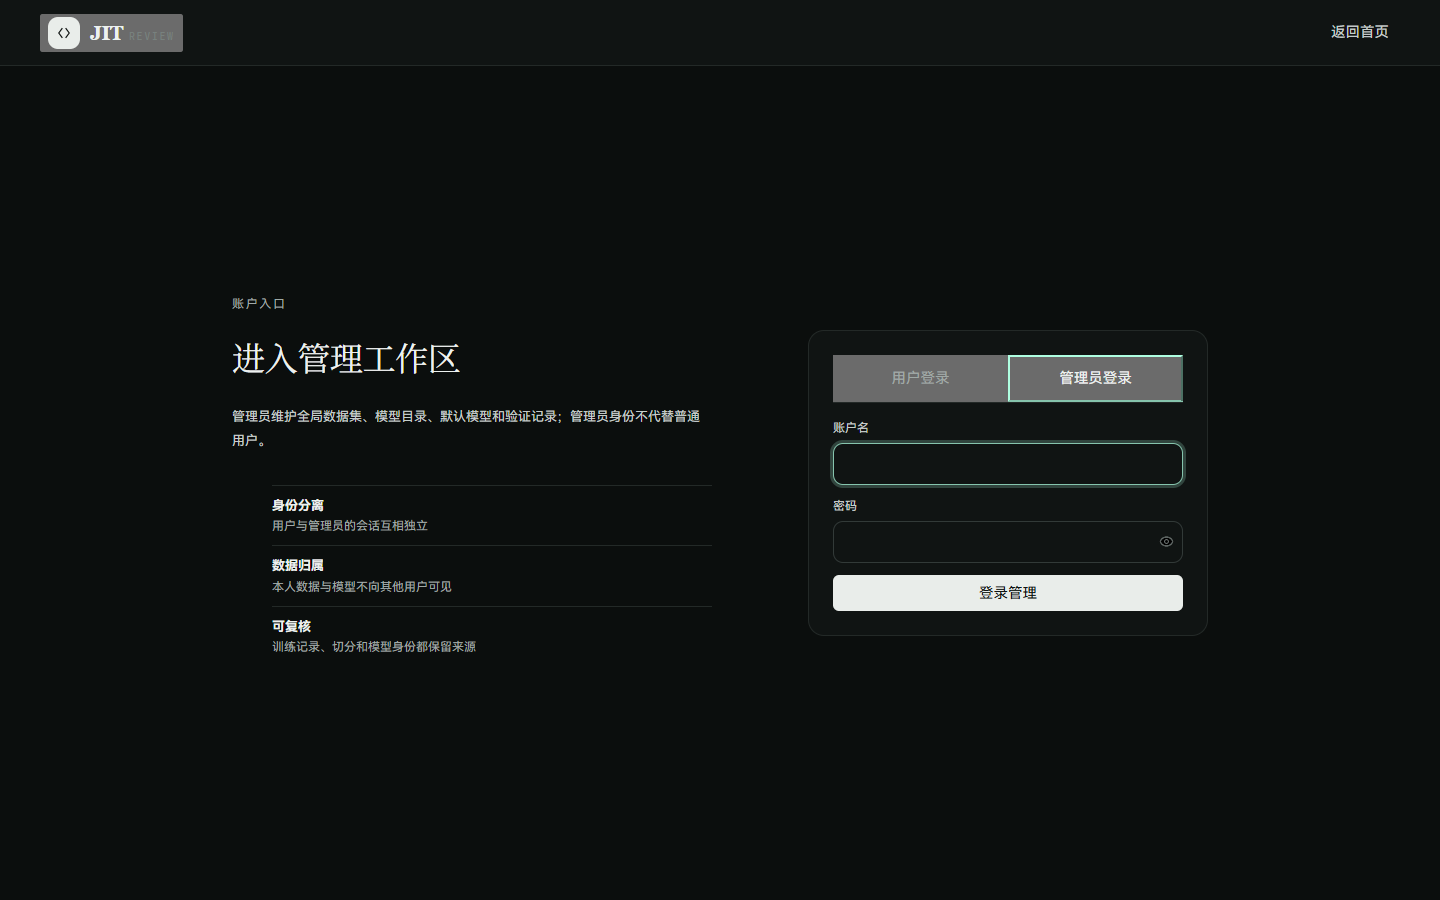 JIT REVIEW
返回首页
账户入口
进入管理工作区
管理员维护全局数据集、模型目录、默认模型和验证记录；管理员身份不代替普通
用户。
身份分离
用户与管理员的会话互相独立
数据归属
本人数据与模型不向其他用户可见
可复核
训练记录、切分和模型身份都保留来源
用户登录
管理员登录
账户名
密码
登录管理